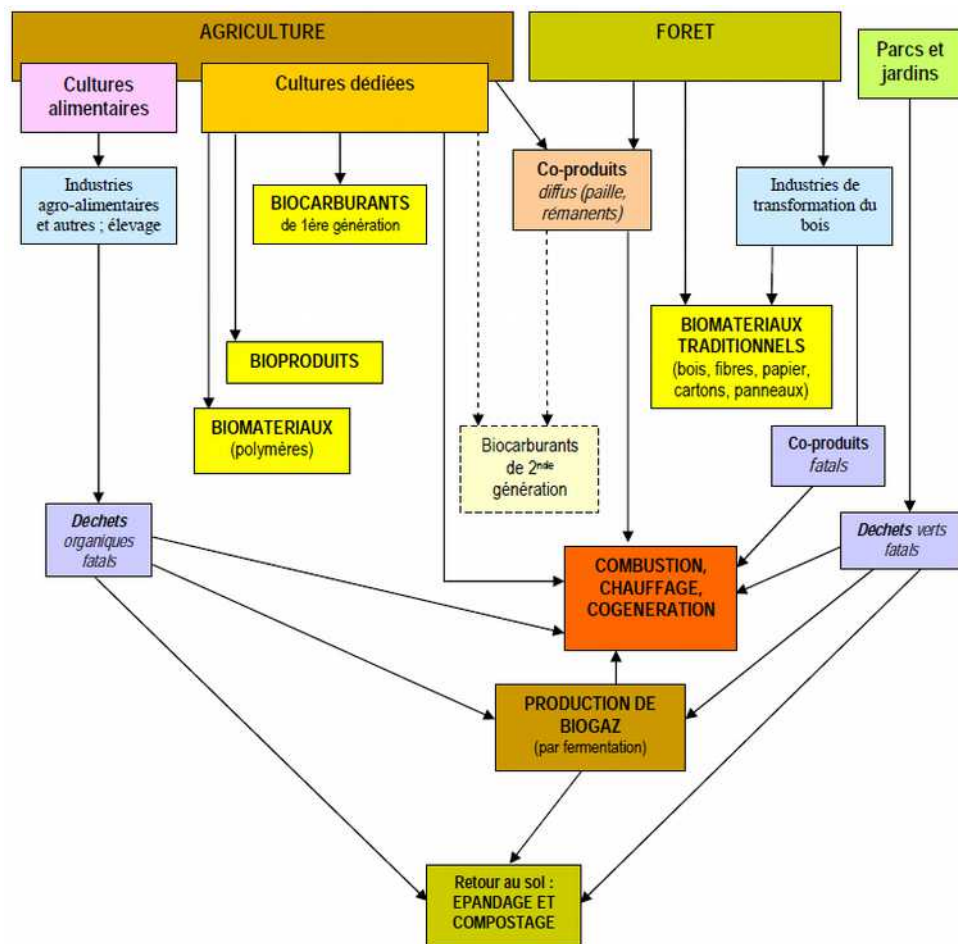 AGRICULTURE
FORET
Parcs et
jardins
Cultures
alimentaires
Cultures dédiées
Industries
agro-alimentaires
et autres ; élevage
BIOCARBURANTS
de 1ére génération
Co-produits
diffus (paille,
rémanents)
Industries de
transformation du
bois
BIOPRODUITS
BIOMATERIAUX
TRADITIONNELS
(bois, fibres, papier,
cartons, panneaux)
BIOMATERIAUX
(polymères)
Biocarburants
de 2ⁿᵈᵉ
génération
Co-produits
fatals
Déchets
organiques
fatals
COMBUSTION,
CHAUFFAGE,
COGENERATION
Déchets verts
fatals
PRODUCTION DE
BIOGAZ
(par fermentation)
Retour au sol :
EPANDAGE ET
COMPOSTAGE